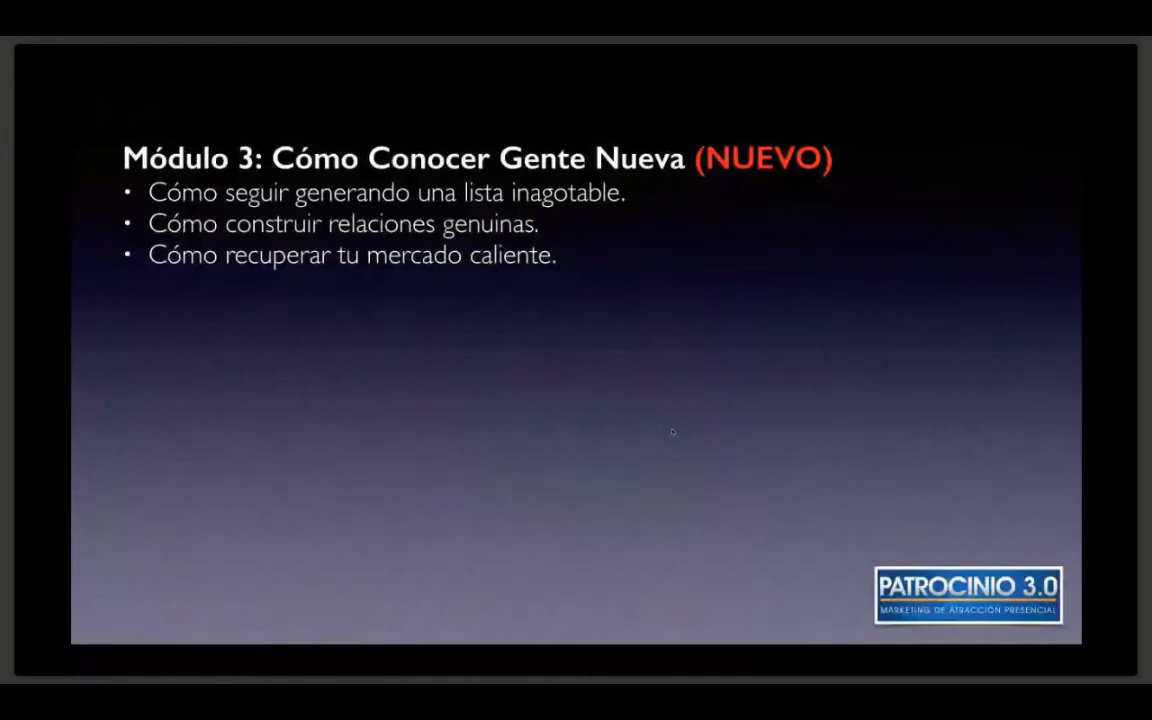 Módulo 3: Cómo Conocer Gente Nueva (NUEVO)
• Cómo seguir generando una lista inagotable.
• Cómo construir relaciones genuinas.
• Cómo recuperar tu mercado caliente.
PATROCINIO 3.0
MARKETING DE ATRACCIÓN PRESENCIAL